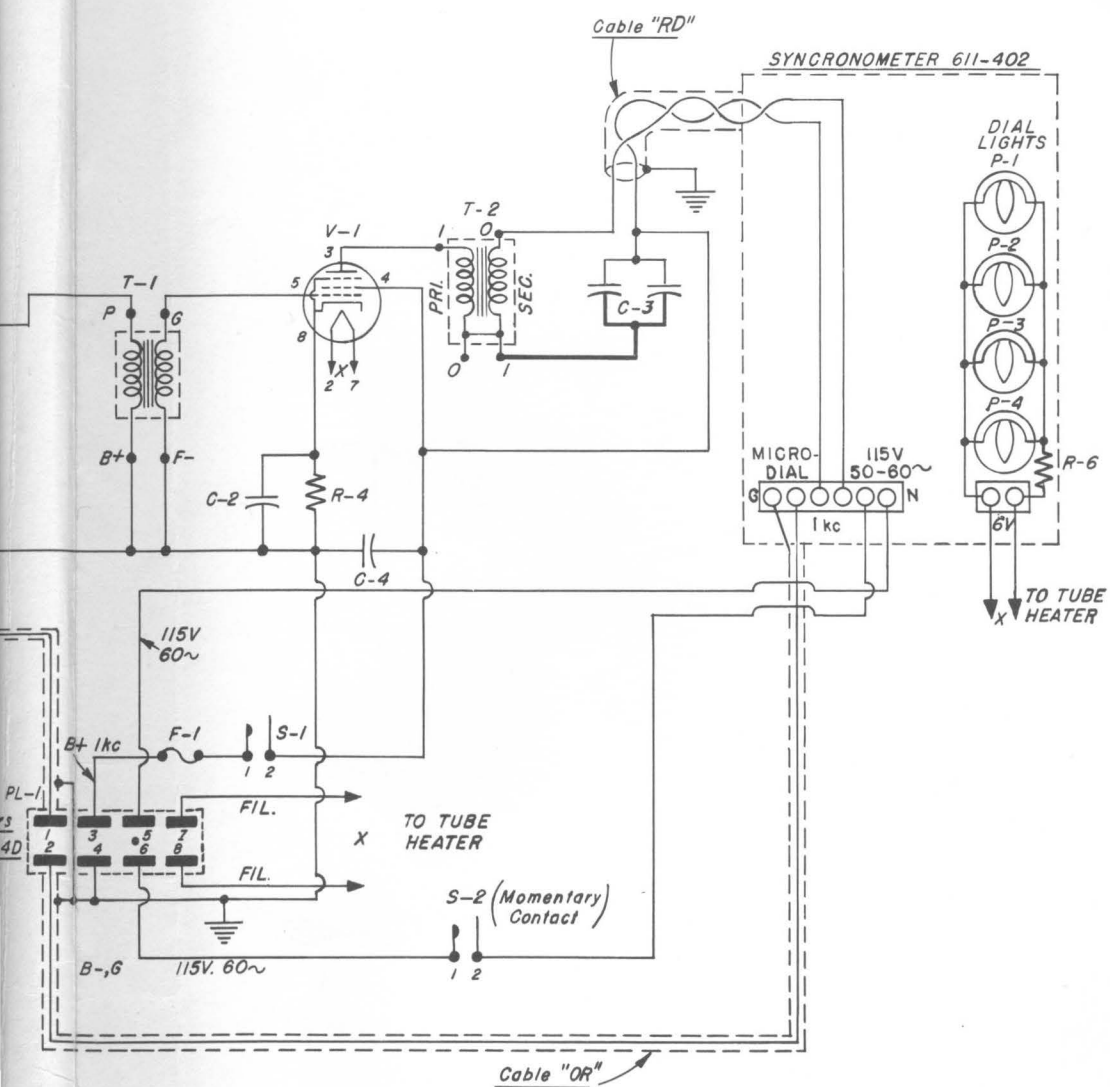 Cable "RD"
SYNCRONOMETER 611-402
DIAL
LIGHTS
P-1
P-2
P-3
P-4
R-6
6V
TO TUBE
HEATER
X
MICRO-
DIAL
115V
50-60~
G
N
1kc
T-2
1
0
PRI.
SEC.
0
1
C-3
V-1
3
5
4
8
2
X
7
T-1
P
G
B+
F-
C-2
R-4
C-4
115V
60~
B+ 1kc
F-1
S-1
1
2
PL-1
4D
1
3
5
7
2
4
6
8
FIL.
X
TO TUBE
HEATER
FIL.
S-2 (Momentary
Contact)
1
2
B-,G
115V. 60~
Cable "OR"